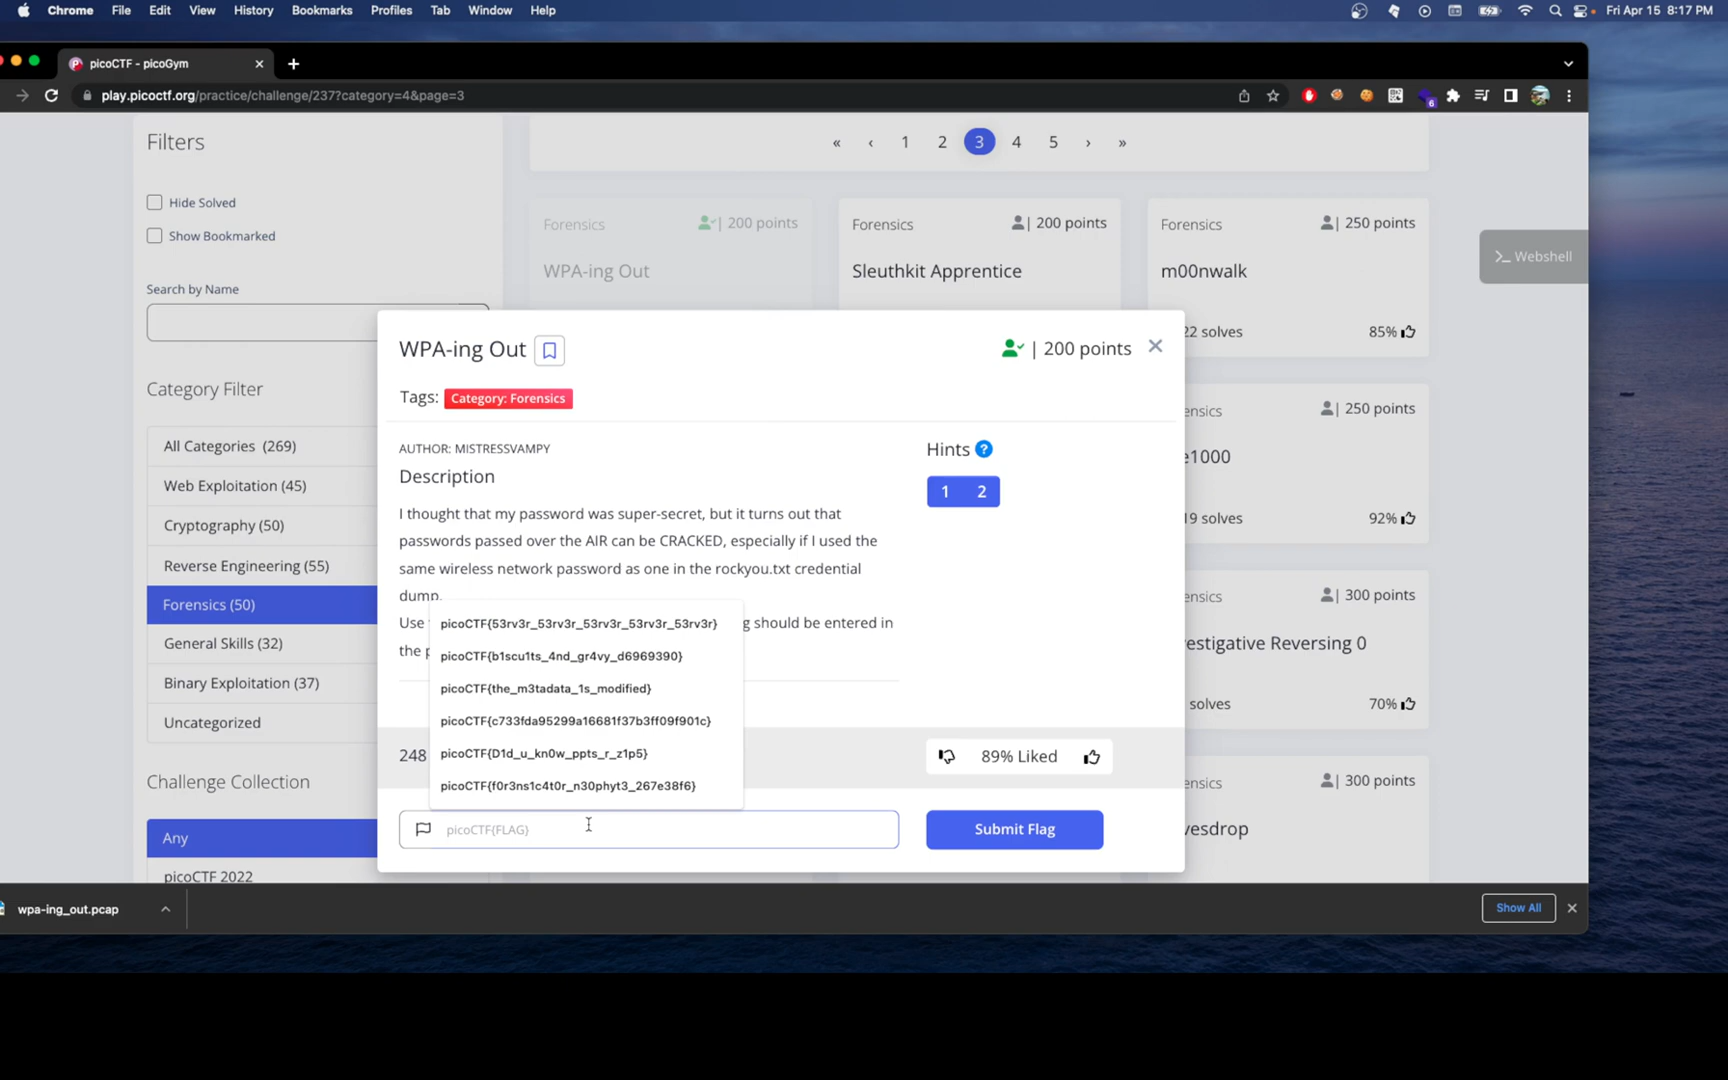 Chrome File Edit View History Bookmarks Profiles Tab Window Help Fri Apr 15 8:17 PM
picoCTF - picoGym
play.picoctf.org/practice/challenge/237?category=4&page=3
6
Filters
Hide Solved
Show Bookmarked
Search by Name
Category Filter
All Categories (269)
Web Exploitation (45)
Cryptography (50)
Reverse Engineering (55)
Forensics (50)
General Skills (32)
Binary Exploitation (37)
Uncategorized
Challenge Collection
Any
picoCTF 2022
« ‹ 1 2 3 4 5 › »
Forensics | 200 points
WPA-ing Out
Forensics | 200 points
Sleuthkit Apprentice
Forensics | 250 points
m00nwalk
22 solves 85%
Webshell
ensics | 250 points
e1000
19 solves 92%
ensics | 300 points
estigative Reversing 0
solves 70%
ensics | 300 points
vesdrop
WPA-ing Out | 200 points
Tags: Category: Forensics
AUTHOR: MISTRESSVAMPY
Description
I thought that my password was super-secret, but it turns out that
passwords passed over the AIR can be CRACKED, especially if I used the
same wireless network password as one in the rockyou.txt credential
dump.
Use g should be entered in
the p
Hints ?
1 2
picoCTF{53rv3r_53rv3r_53rv3r_53rv3r_53rv3r}
picoCTF{b1scu1ts_4nd_gr4vy_d6969390}
picoCTF{the_m3tadata_1s_modified}
picoCTF{c733fda95299a16681f37b3ff09f901c}
picoCTF{D1d_u_kn0w_ppts_r_z1p5}
picoCTF{f0r3ns1c4t0r_n30phyt3_267e38f6}
248
89% Liked
picoCTF{FLAG}
Submit Flag
wpa-ing_out.pcap
Show All